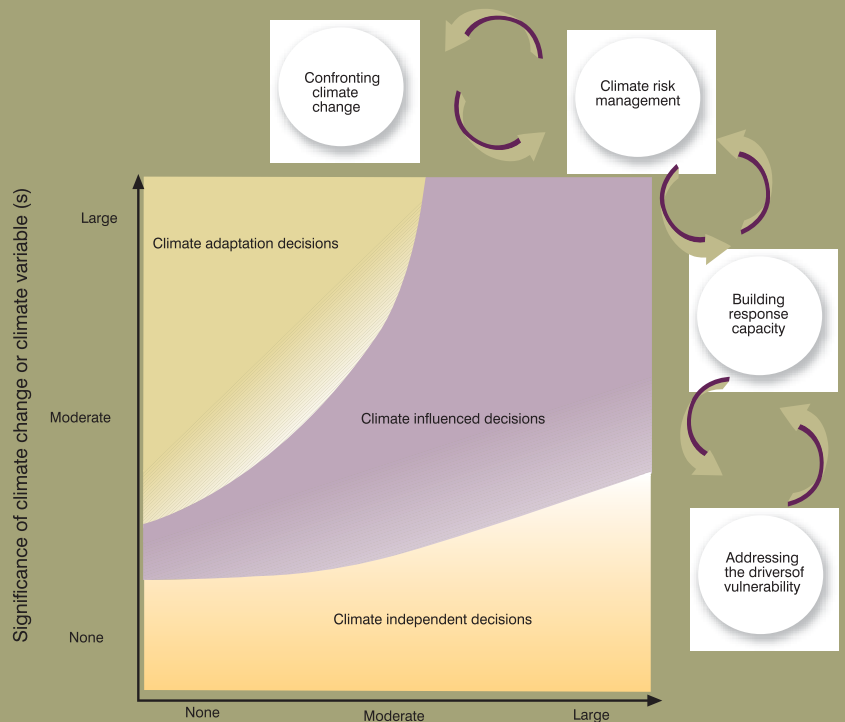 Confronting
climate
change
Climate risk
management
Building
response
capacity
Addressing
the driversof
vulnerability
Significance of climate change or climate variable (s)
Large
Moderate
None
Climate adaptation decisions
Climate influenced decisions
Climate independent decisions
None
Moderate
Large